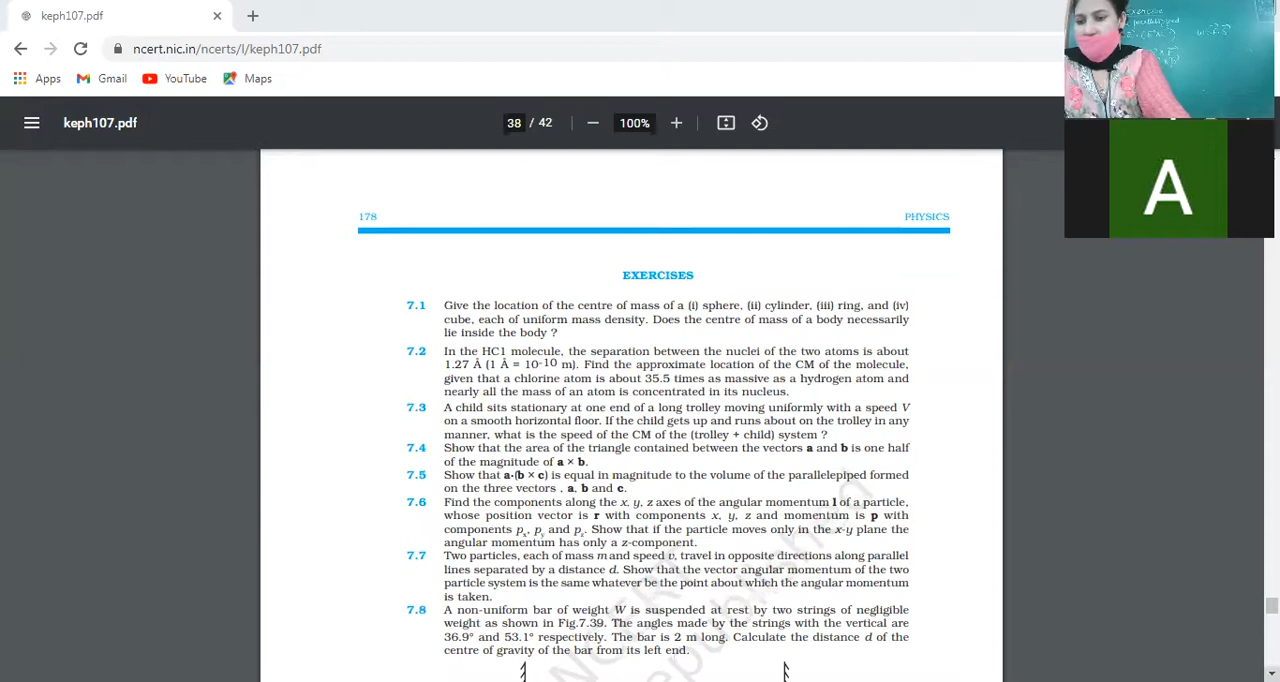 keph107.pdf
ncert.nic.in/ncerts/l/keph107.pdf
Apps Gmail YouTube Maps
keph107.pdf
38 / 42
100%
Exercise
A
178
PHYSICS
EXERCISES
7.1 Give the location of the centre of mass of a (i) sphere, (ii) cylinder, (iii) ring, and (iv)
cube, each of uniform mass density. Does the centre of mass of a body necessarily
lie inside the body ?
7.2 In the HC1 molecule, the separation between the nuclei of the two atoms is about
1.27 Å (1 Å = 10⁻¹⁰ m). Find the approximate location of the CM of the molecule,
given that a chlorine atom is about 35.5 times as massive as a hydrogen atom and
nearly all the mass of an atom is concentrated in its nucleus.
7.3 A child sits stationary at one end of a long trolley moving uniformly with a speed V
on a smooth horizontal floor. If the child gets up and runs about on the trolley in any
manner, what is the speed of the CM of the (trolley + child) system ?
7.4 Show that the area of the triangle contained between the vectors a and b is one half
of the magnitude of a × b.
7.5 Show that a·(b × c) is equal in magnitude to the volume of the parallelepiped formed
on the three vectors , a, b and c.
7.6 Find the components along the x, y, z axes of the angular momentum l of a particle,
whose position vector is r with components x, y, z and momentum is p with
components pₓ, p_y and p_z. Show that if the particle moves only in the x-y plane the
angular momentum has only a z-component.
7.7 Two particles, each of mass m and speed v, travel in opposite directions along parallel
lines separated by a distance d. Show that the vector angular momentum of the two
particle system is the same whatever be the point about which the angular momentum
is taken.
7.8 A non-uniform bar of weight W is suspended at rest by two strings of negligible
weight as shown in Fig.7.39. The angles made by the strings with the vertical are
36.9° and 53.1° respectively. The bar is 2 m long. Calculate the distance d of the
centre of gravity of the bar from its left end.
NCERT
republished